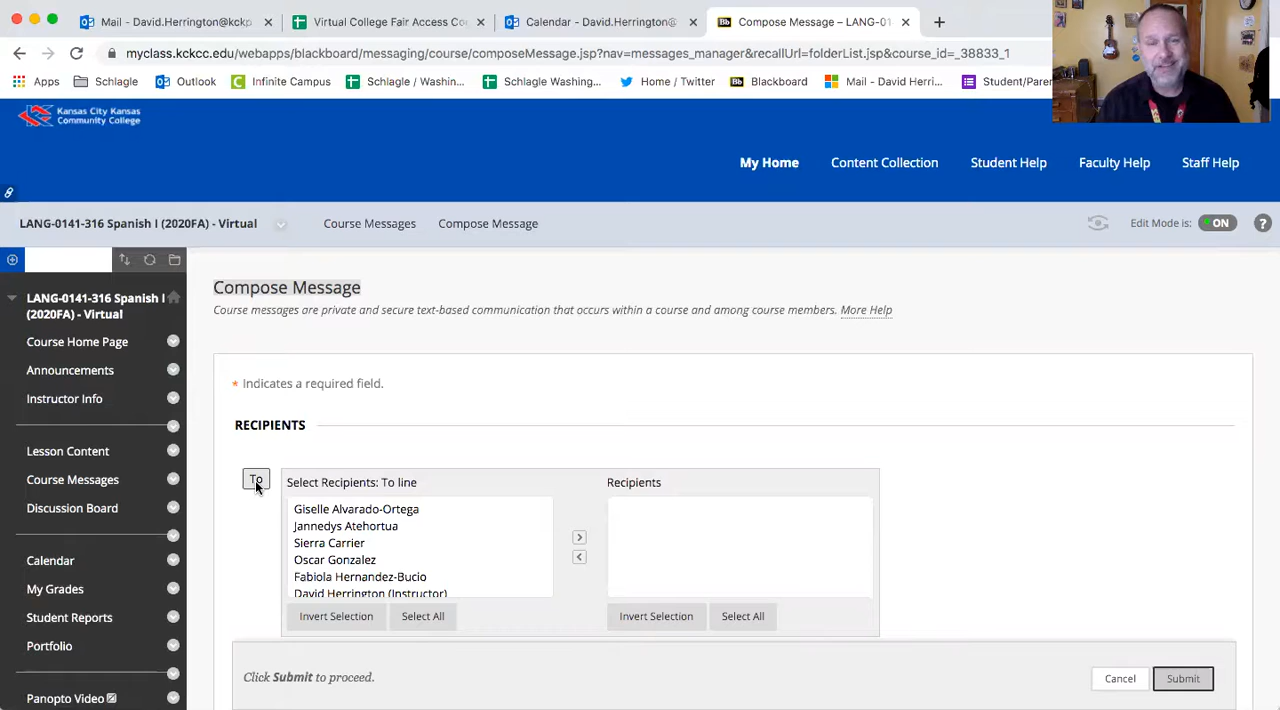 Mail - David.Herrington@kckp
Virtual College Fair Access Co
Calendar - David.Herrington@
Bb
Compose Message – LANG-01
myclass.kckcc.edu/webapps/blackboard/messaging/course/composeMessage.jsp?nav=messages_manager&recallUrl=folderList.jsp&course_id=_38833_1
Apps
Schlagle
Outlook
Infinite Campus
Schlagle / Washin...
Schlagle Washing...
Home / Twitter
Bb
Blackboard
Mail - David Herri...
Student/Pare
Kansas City Kansas
Community College
My Home
Content Collection
Student Help
Faculty Help
Staff Help
LANG-0141-316 Spanish I (2020FA) - Virtual
Course Messages
Compose Message
Edit Mode is:
ON
?
LANG-0141-316 Spanish I
(2020FA) - Virtual
Course Home Page
Announcements
Instructor Info
Lesson Content
Course Messages
Discussion Board
Calendar
My Grades
Student Reports
Portfolio
Panopto Video
Compose Message
Course messages are private and secure text-based communication that occurs within a course and among course members. More Help
* Indicates a required field.
RECIPIENTS
To
Select Recipients: To line
Recipients
Giselle Alvarado-Ortega
Jannedys Atehortua
Sierra Carrier
Oscar Gonzalez
Fabiola Hernandez-Bucio
David Herrington (Instructor)
Invert Selection
Select All
Invert Selection
Select All
Click Submit to proceed.
Cancel
Submit